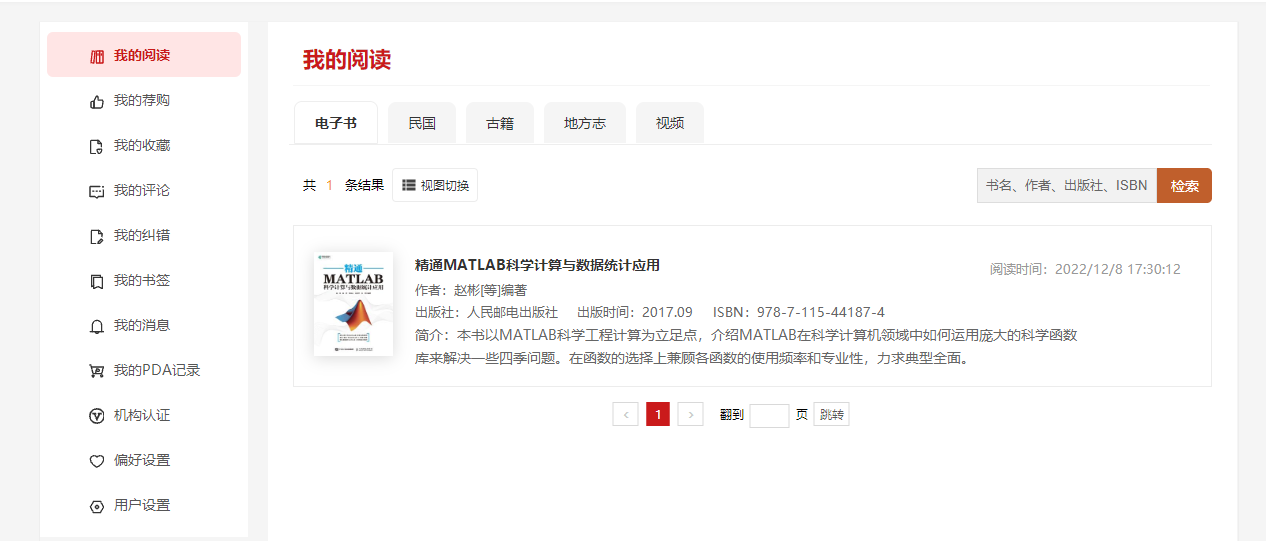 我的阅读
我的荐购
我的收藏
我的评论
我的纠错
我的书签
我的消息
我的PDA记录
机构认证
偏好设置
用户设置
我的阅读
电子书 民国 古籍 地方志 视频
共 1 条结果 视图切换 书名、作者、出版社、ISBN 检索
精通
MATLAB
科学计算与数据统计应用
精通MATLAB科学计算与数据统计应用
阅读时间：2022/12/8 17:30:12
作者：赵彬[等]编著
出版社：人民邮电出版社 出版时间：2017.09 ISBN：978-7-115-44187-4
简介：本书以MATLAB科学工程计算为立足点，介绍MATLAB在科学计算机领域中如何运用庞大的科学函数
库来解决一些四季问题。在函数的选择上兼顾各函数的使用频率和专业性，力求典型全面。
< 1 > 翻到 页 跳转